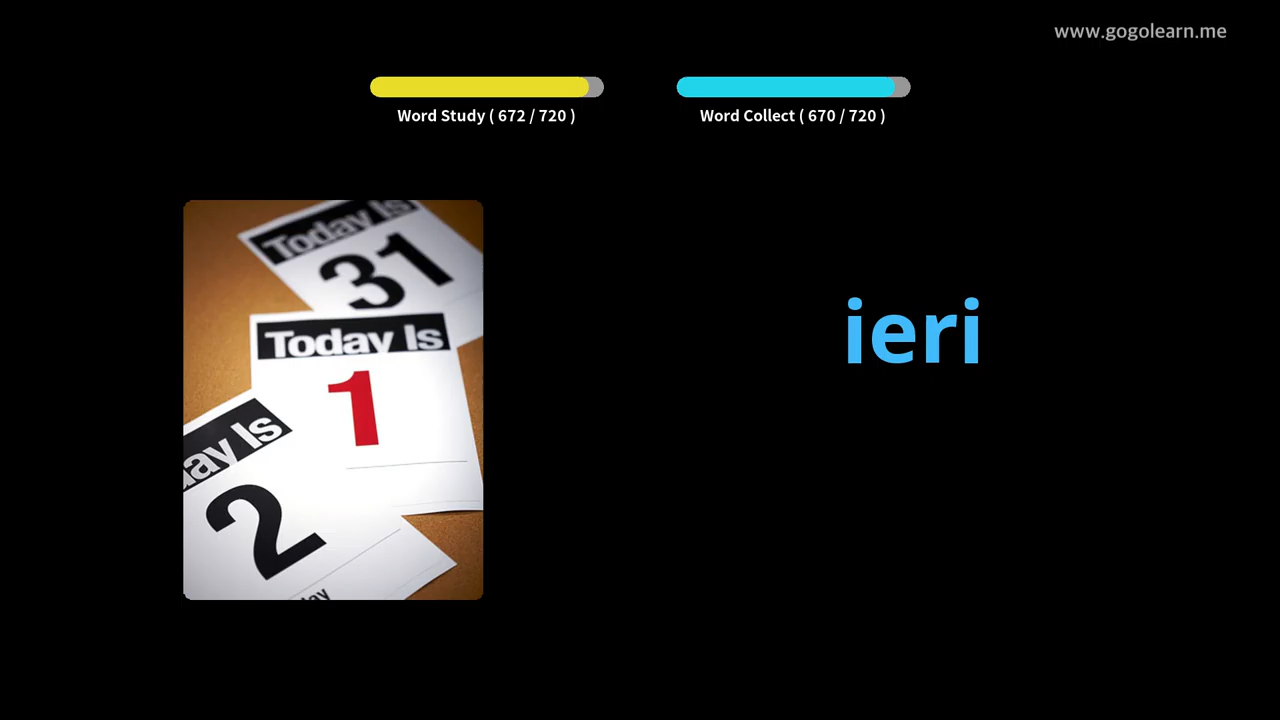 www.gogolearn.me
Word Study ( 672 / 720 )
Word Collect ( 670 / 720 )
Today Is
31
Today Is
1
ay Is
2
ieri